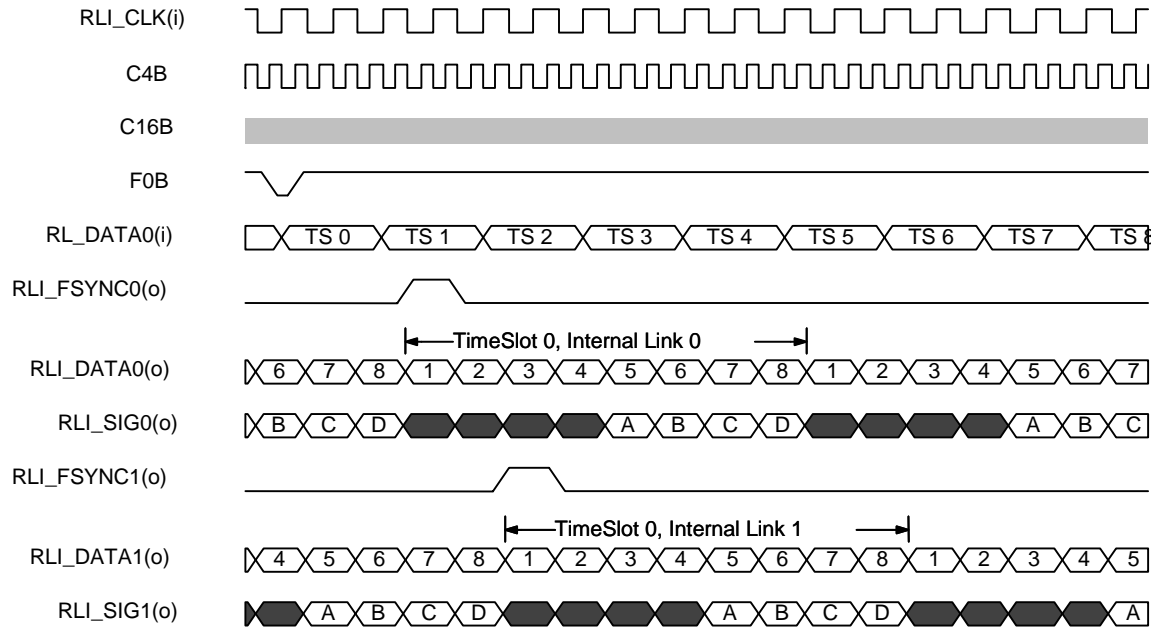 RLI_CLK(i)
C4B
C16B
F0B
RL_DATA0(i) TS 0 TS 1 TS 2 TS 3 TS 4 TS 5 TS 6 TS 7 TS 8
RLI_FSYNC0(o)
TimeSlot 0, Internal Link 0
RLI_DATA0(o) 6 7 8 1 2 3 4 5 6 7 8 1 2 3 4 5 6 7
RLI_SIG0(o) B C D A B C D A B C
RLI_FSYNC1(o)
TimeSlot 0, Internal Link 1
RLI_DATA1(o) 4 5 6 7 8 1 2 3 4 5 6 7 8 1 2 3 4 5
RLI_SIG1(o) A B C D A B C D A